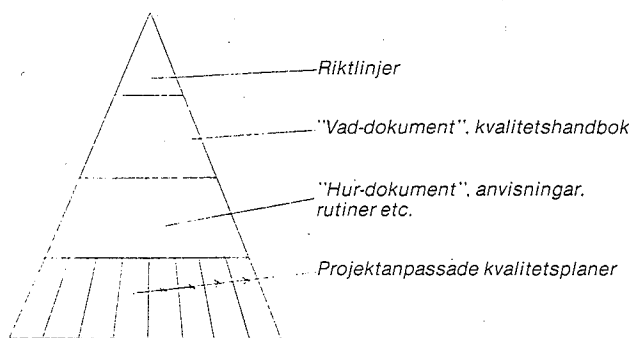 Riktlinjer
"Vad-dokument", kvalitetshandbok
"Hur-dokument", anvisningar,
rutiner etc.
Projektanpassade kvalitetsplaner